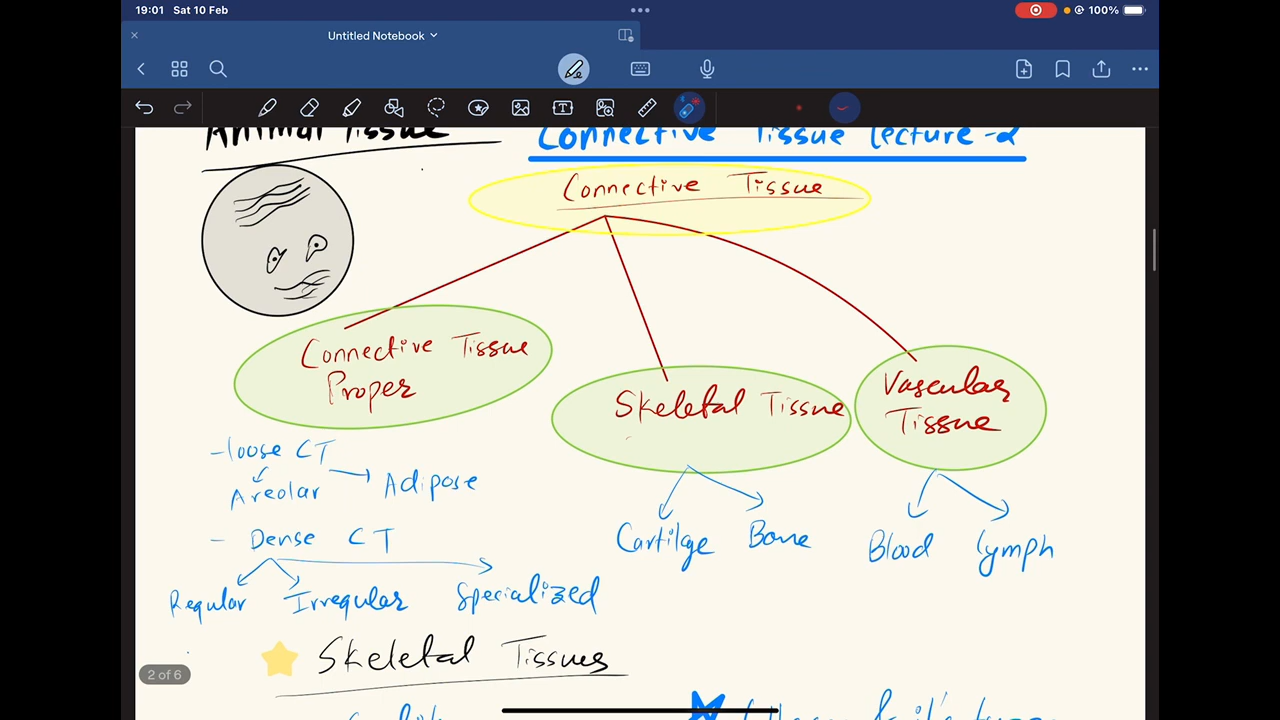 19:01 Sat 10 Feb
100%
Untitled Notebook
Animal Tissue
Connective Tissue lecture-2
Connective Tissue
Connective Tissue
Proper
Skeletal Tissue
Vascular
Tissue
-loose CT
Areolar
Adipose
- Dense CT
Regular Irregular Specialized
Cartilge Bone
Blood lymph
Skeletal Tissues
2 of 6